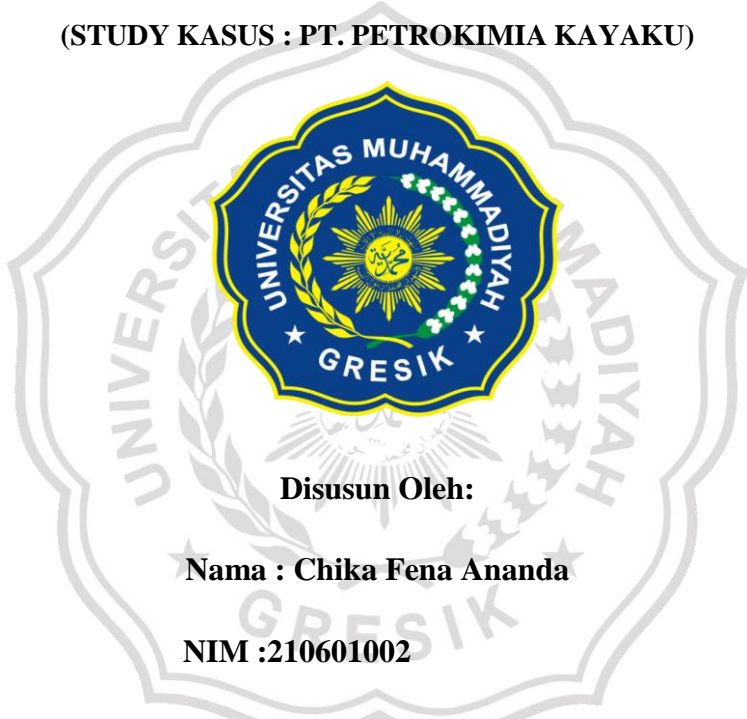 (STUDY KASUS : PT. PETROKIMIA KAYAKU)
UNIVERSITAS MUHAMMADIYAH
GRESIK
Disusun Oleh:
Nama : Chika Fena Ananda
NIM :210601002